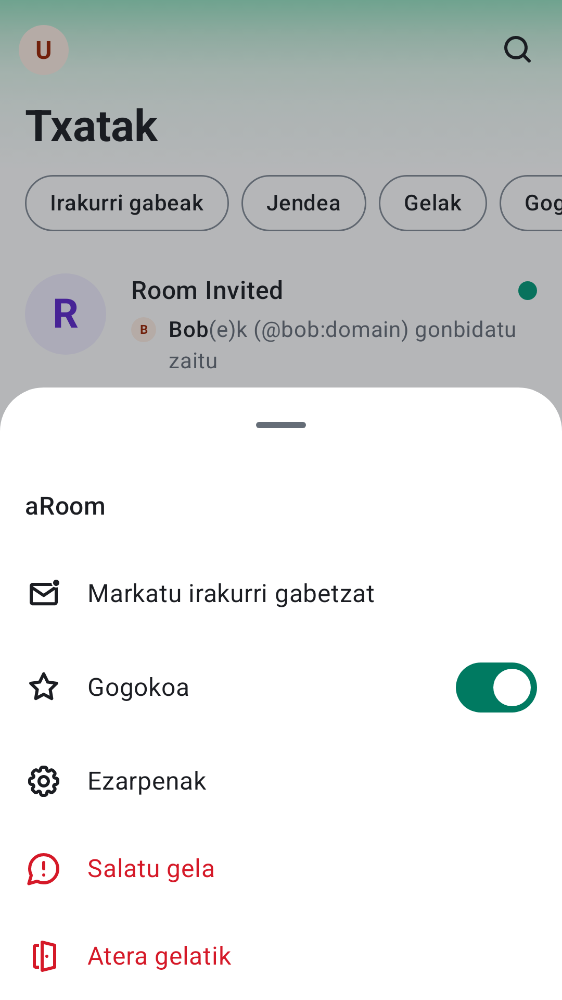 U
Txatak
Irakurri gabeak
Jendea
Gelak
Gog
R
Room Invited
B
Bob(e)k (@bob:domain) gonbidatu
zaitu
aRoom
Markatu irakurri gabetzat
Gogokoa
Ezarpenak
Salatu gela
Atera gelatik